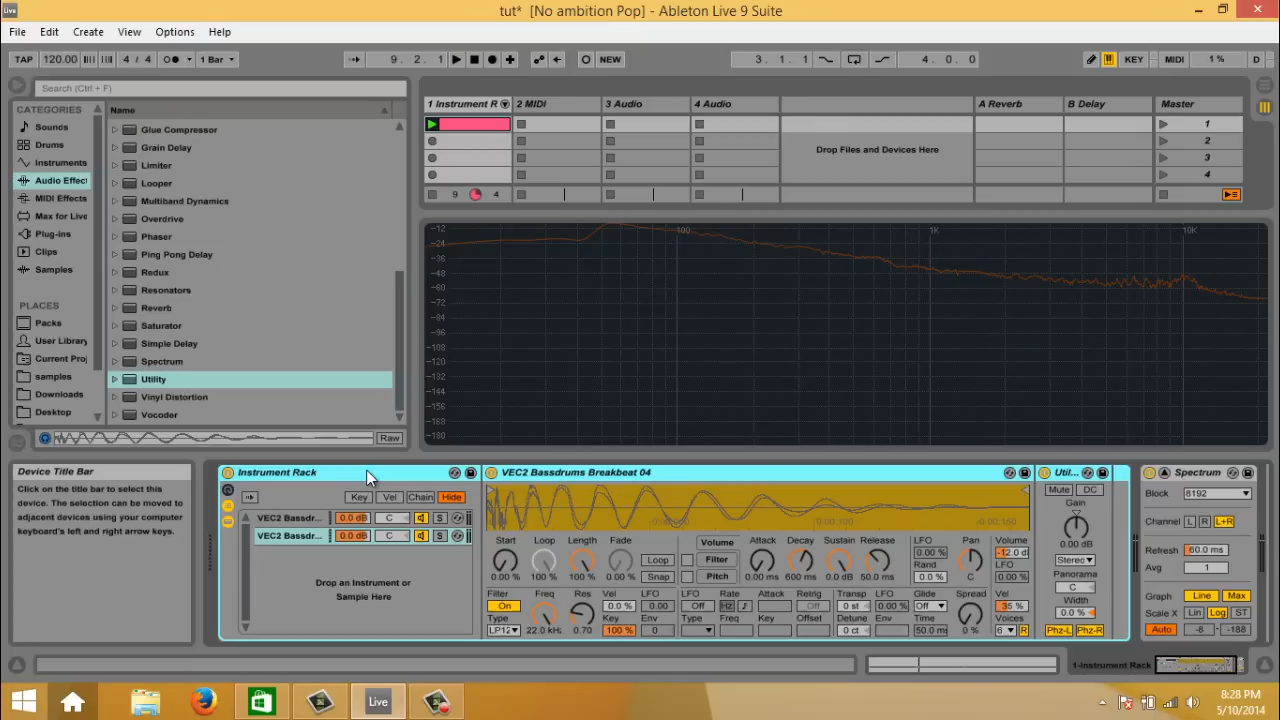 tut* [No ambition Pop] - Ableton Live 9 Suite
File Edit Create View Options Help
TAP 120.00 4 / 4 1 Bar 9. 2. 1 NEW 3. 1. 1 4. 0. 0 KEY MIDI 1 % D
Search (Ctrl + F)
CATEGORIES
Sounds
Drums
Instruments
Audio Effec
MIDI Effects
Max for Live
Plug-ins
Clips
Samples
PLACES
Packs
User Library
Current Proj
samples
Downloads
Desktop
Name
Glue Compressor
Grain Delay
Limiter
Looper
Multiband Dynamics
Overdrive
Phaser
Ping Pong Delay
Redux
Resonators
Reverb
Saturator
Simple Delay
Spectrum
Utility
Vinyl Distortion
Vocoder
Raw
1 Instrument R 2 MIDI 3 Audio 4 Audio A Reverb B Delay Master
1
2
3
4
Drop Files and Devices Here
9 4
100 1K 10K
-12
-24
-36
-48
-60
-72
-84
-96
-108
-120
-132
-144
-156
-168
-180
Device Title Bar
Click on the title bar to select this
device. The selection can be moved to
adjacent devices using your computer
keyboard's left and right arrow keys.
Instrument Rack
Key Vel Chain Hide
VEC2 Bassdr... 0.0 dB C S
VEC2 Bassdr... 0.0 dB C S
Drop an Instrument or
Sample Here
VEC2 Bassdrums Breakbeat 04
0:00:050 0:00:100 0:00:150
Start Loop Length Fade Volume Attack Decay Sustain Release LFO Pan Volume
Loop Filter 0.00 % -12.0 d
Snap Pitch Rand LFO
0.00 % 100 % 100 % 0.00 % 0.00 ms 600 ms 0.0 dB 50.0 ms 0.0 % C 0.00 %
Filter Freq Res Vel LFO LFO Rate Attack Retrig Transp LFO Glide Spread Vel
On 0.0 % 0.00 Off Hz Off 0 st 0.00 % Off 35 %
Type Key Env Type Freq Key Offset Detune Env Time Voices
LP12 22.0 kHz 0.70 100 % 0 0 ct 0 50.0 ms 0 % 6 R
Util...
Mute DC
Gain
0.00 dB
Stereo
Panorama
C
Width
0.0 %
Phz-L Phz-R
Spectrum
Block 8192
Channel L R L+R
Refresh 60.0 ms
Avg 1
Graph Line Max
Scale X Lin Log ST
Auto -8 -188
1-Instrument Rack
Live
8:28 PM
5/10/2014